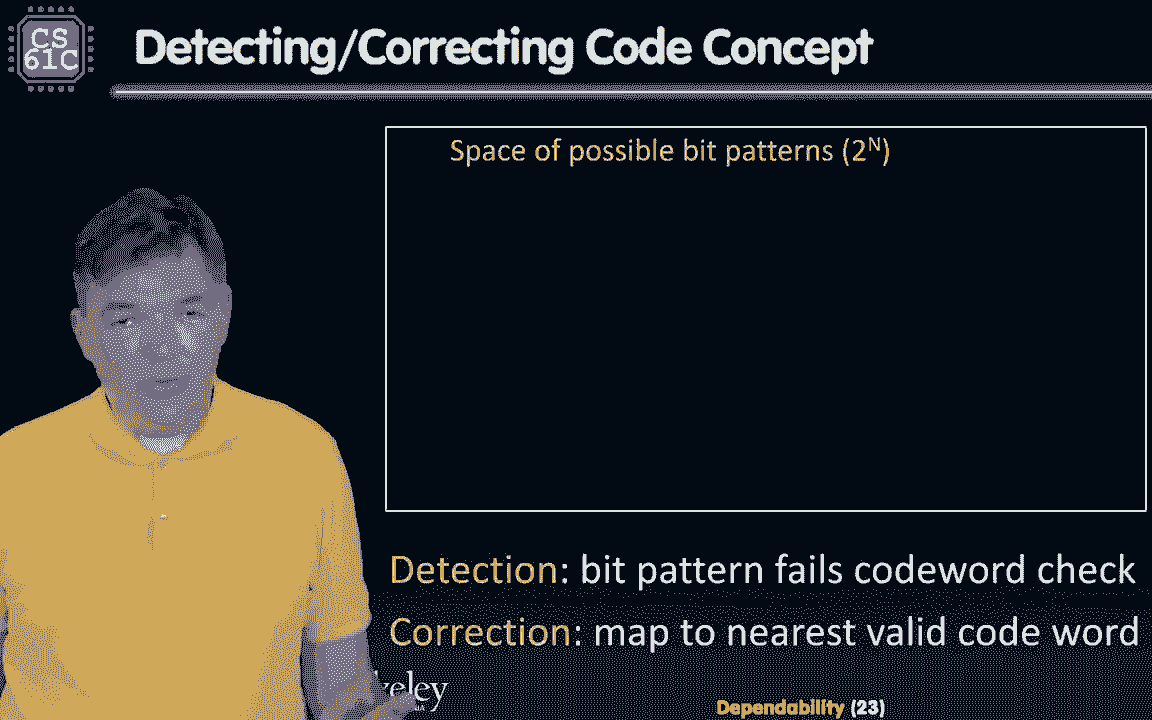 CS
61C
Detecting/Correcting Code Concept
Space of possible bit patterns (2ᴺ)
Detection: bit pattern fails codeword check
Correction: map to nearest valid code word
keley
Dependability (23)